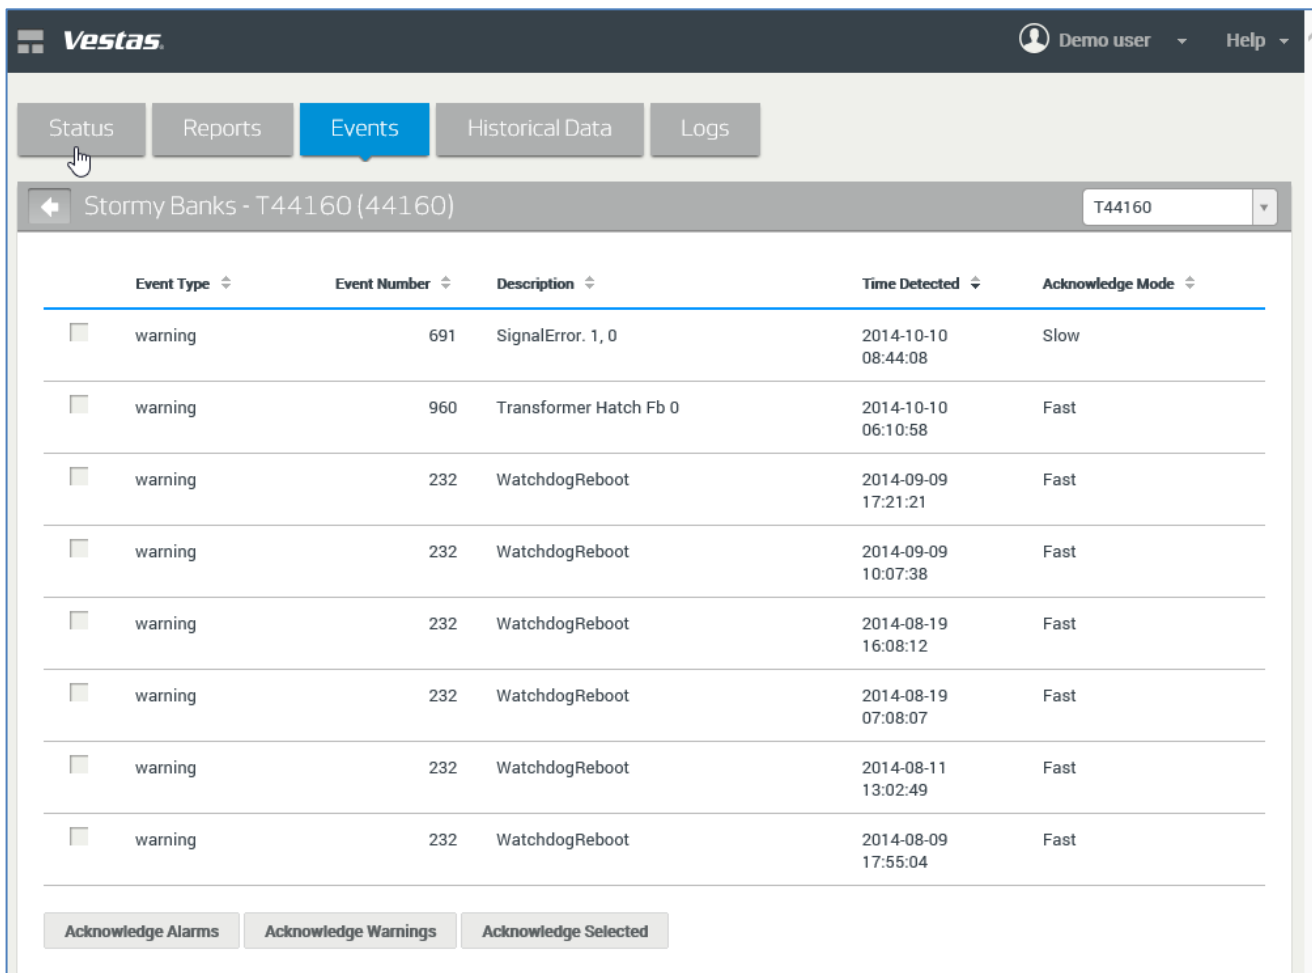 Vestas. Demo user Help
Status Reports Events Historical Data Logs
Stormy Banks - T44160 (44160) T44160
Event Type Event Number Description Time Detected Acknowledge Mode
warning 691 SignalError. 1, 0 2014-10-10 Slow
08:44:08
warning 960 Transformer Hatch Fb 0 2014-10-10 Fast
06:10:58
warning 232 WatchdogReboot 2014-09-09 Fast
17:21:21
warning 232 WatchdogReboot 2014-09-09 Fast
10:07:38
warning 232 WatchdogReboot 2014-08-19 Fast
16:08:12
warning 232 WatchdogReboot 2014-08-19 Fast
07:08:07
warning 232 WatchdogReboot 2014-08-11 Fast
13:02:49
warning 232 WatchdogReboot 2014-08-09 Fast
17:55:04
Acknowledge Alarms Acknowledge Warnings Acknowledge Selected